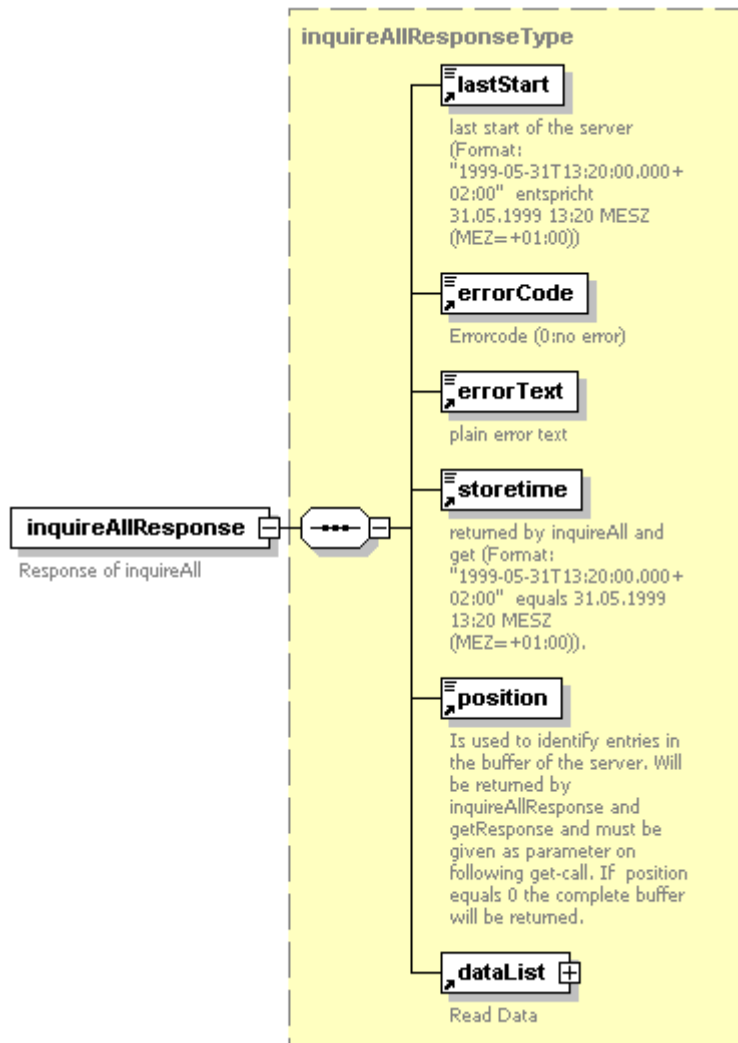 inquireAllResponseType
lastStart
last start of the server
(Format:
"1999-05-31T13:20:00.000+
02:00"  entspricht
31.05.1999 13:20 MESZ
(MEZ=+01:00))
errorCode
Errorcode (0:no error)
errorText
plain error text
storetime
returned by inquireAll and
get (Format:
"1999-05-31T13:20:00.000+
02:00"  equals 31.05.1999
13:20 MESZ
(MEZ=+01:00)).
inquireAllResponse
Response of inquireAll
position
Is used to identify entries in
the buffer of the server. Will
be returned by
inquireAllResponse and
getResponse and must be
given as parameter on
following get-call. If  position
equals 0 the complete buffer
will be returned.
dataList
Read Data